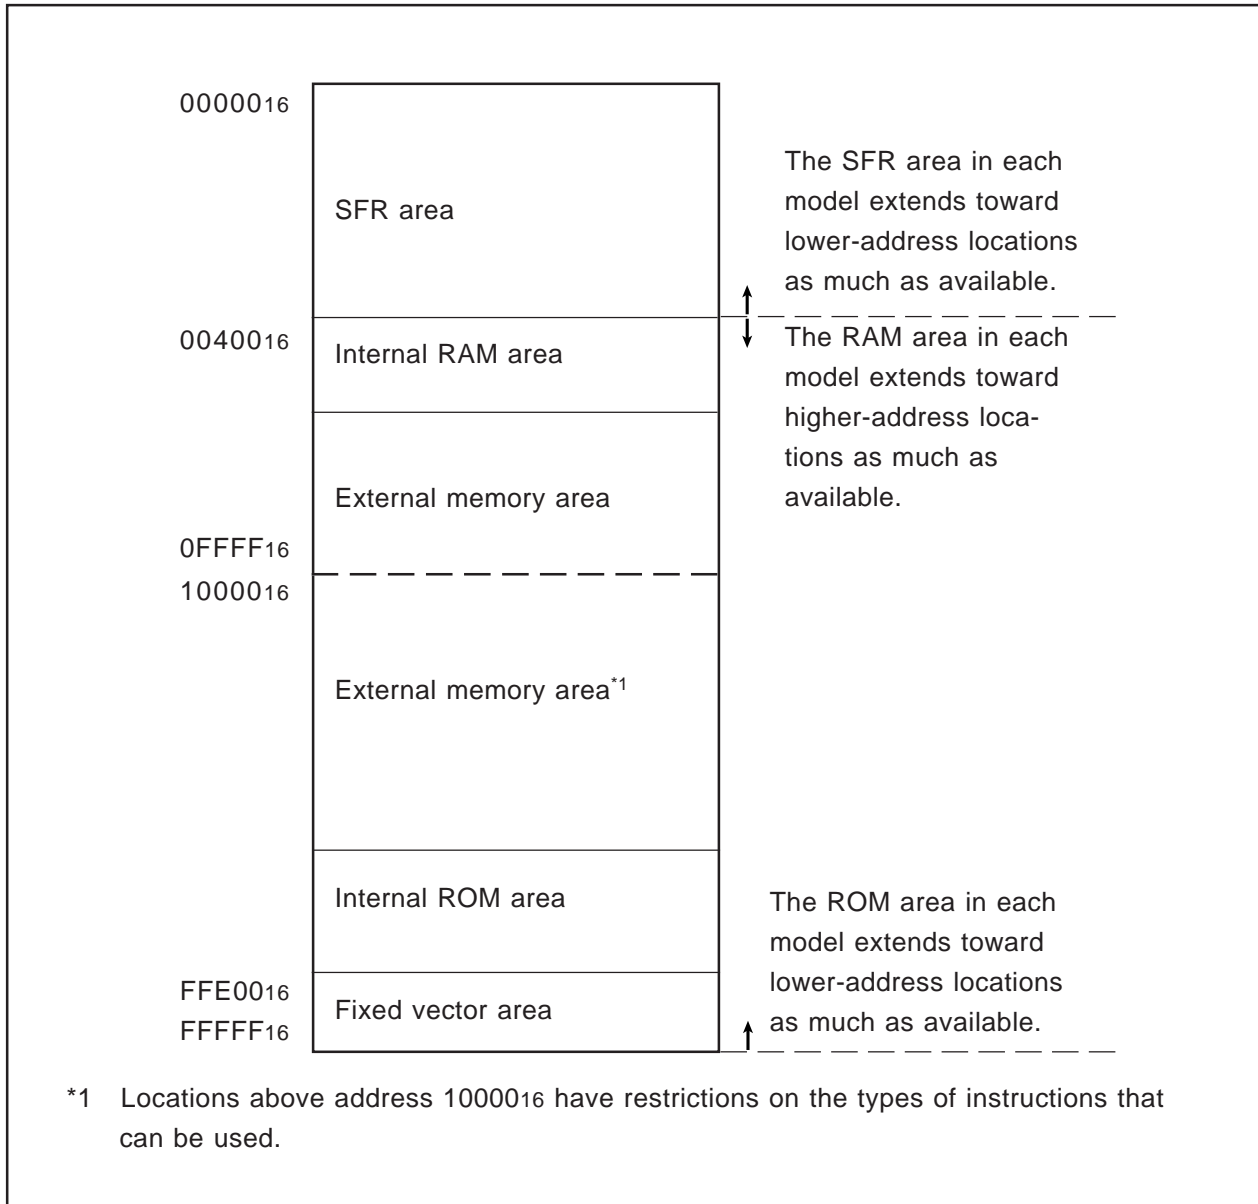 0000016
SFR area
The SFR area in each
model extends toward
lower-address locations
as much as available.
0040016
Internal RAM area
The RAM area in each
model extends toward
higher-address loca-
tions as much as
available.
External memory area
0FFFF16
1000016
External memory area*1
Internal ROM area
The ROM area in each
model extends toward
lower-address locations
as much as available.
FFE0016
Fixed vector area
FFFFF16
*1 Locations above address 1000016 have restrictions on the types of instructions that
can be used.